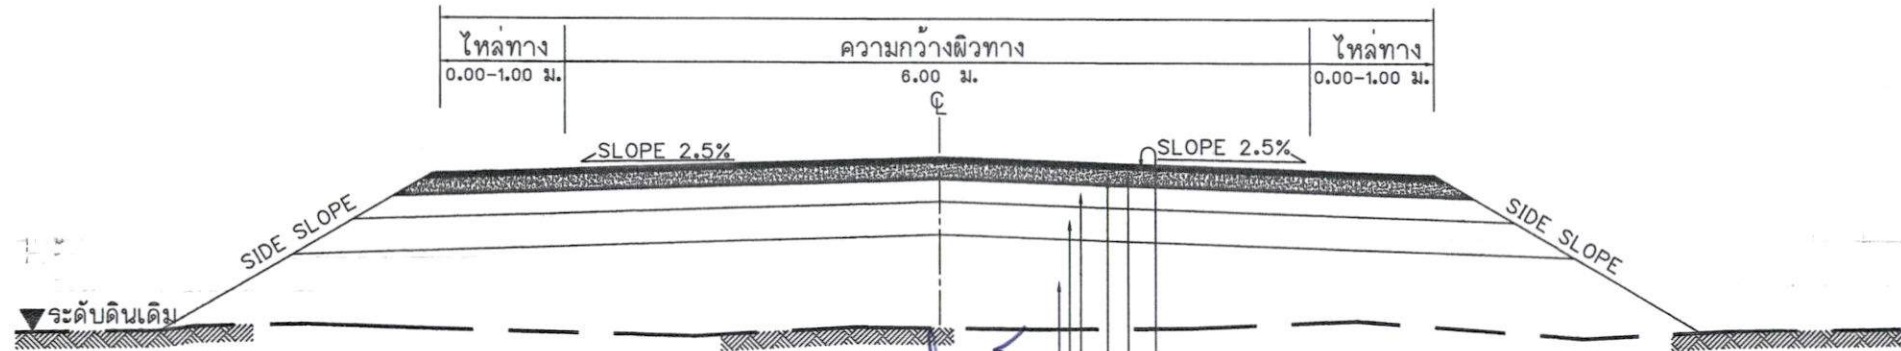 ไหล่ทาง ความกว้างผิวทาง ไหล่ทาง
0.00-1.00 ม. 6.00 ม. 0.00-1.00 ม.
℄
SLOPE 2.5% SLOPE 2.5%
SIDE SLOPE SIDE SLOPE
ระดับดินเดิม